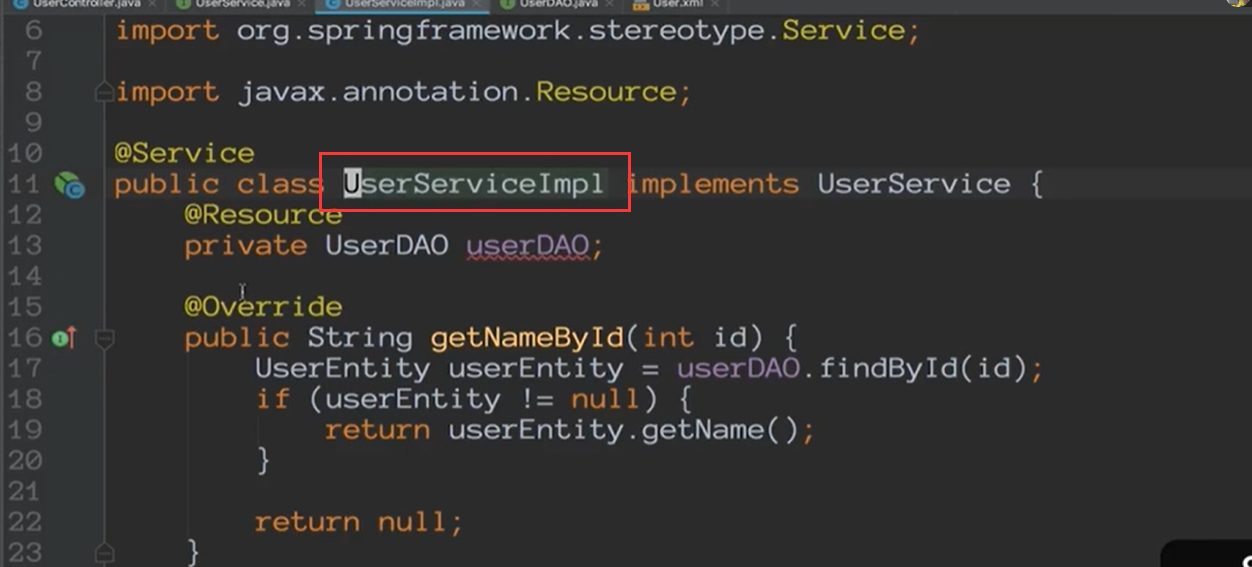 UserController.java UserService.java UserServiceImpl.java UserDAO.java User.xml
6 import org.springframework.stereotype.Service;
7
8 import javax.annotation.Resource;
9
10 @Service
11 public class UserServiceImpl implements UserService {
12 @Resource
13 private UserDAO userDAO;
14
15 @Override
16 public String getNameById(int id) {
17 UserEntity userEntity = userDAO.findById(id);
18 if (userEntity != null) {
19 return userEntity.getName();
20 }
21
22 return null;
23 }